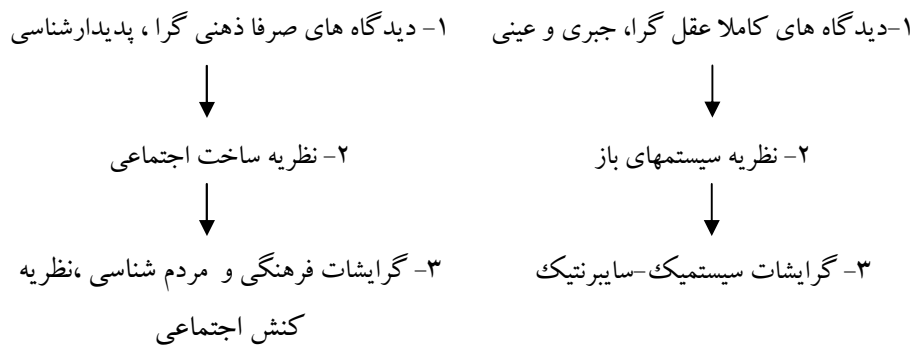 ۱-دیدگاه های کاملا عقل گرا، جبری و عینی
۲- نظریه سیستمهای باز
۳- گرایشات سیستمیک-سایبرنتیک
۱- دیدگاه های صرفا ذهنی گرا ، پدیدارشناسی
۲- نظریه ساخت اجتماعی
۳- گرایشات فرهنگی و مردم شناسی ،نظریه
کنش اجتماعی